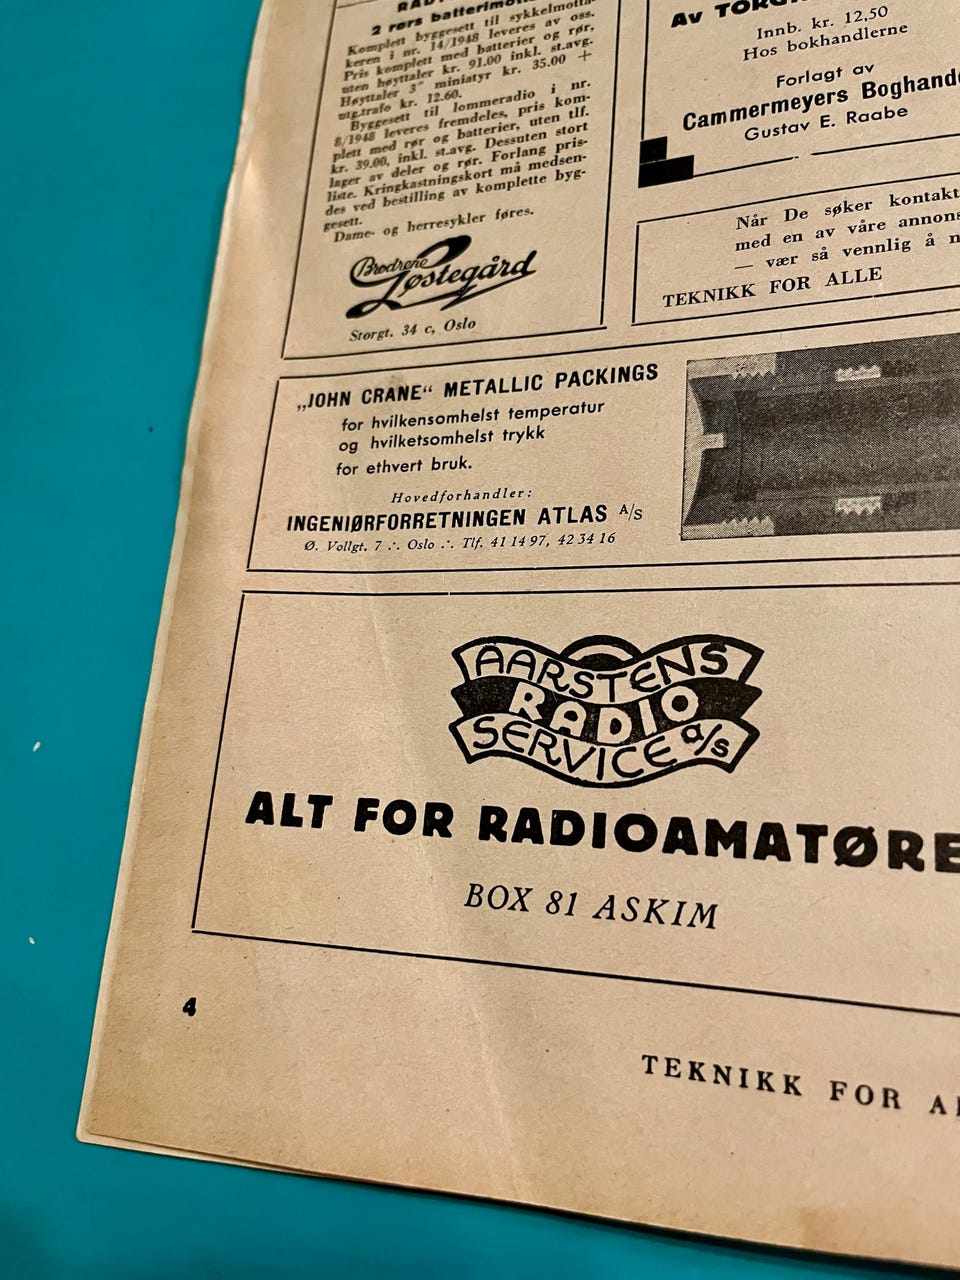 2 rørs
Komplett byggesett til sykkelmotta-
keren i nr. 14/1948 leveres av oss.
Pris komplett med batterier og rør,
uten høyttaler kr. 91.00 inkl. st.avg.
Høyttaler 3" miniatyr kr. 35.00 +
utg.trafo kr. 12.60.
Byggesett til lommeradio i nr.
8/1948 leveres fremdeles, pris kom-
plett med rør og batterier, uten tlf.
kr. 39.00, inkl. st.avg. Dessuten stort
lager av deler og rør. Forlang pris-
liste. Kringkastningskort må medsen-
des ved bestilling av komplette byg-
gesett.
Dame- og herresykler føres.
Brødrene
Løstegård
Storgt. 34 c, Oslo
Av
Innb. kr. 12,50
Hos bokhandlerne
Forlagt av
Cammermeyers Boghand
Gustav E. Raabe
Når De søker kontakt
med en av våre annons
— vær så vennlig å n
TEKNIKK FOR ALLE
„JOHN CRANE“ METALLIC PACKINGS
for hvilkensomhelst temperatur
og hvilketsomhelst trykk
for ethvert bruk.
Hovedforhandler:
INGENIØRFORRETNINGEN ATLAS A/s
Ø. Vollgt. 7 .·. Oslo .·. Tlf. 41 14 97, 42 34 16
AARSTENS
RADIO
SERVICE a/s
ALT FOR RADIOAMATØRE
BOX 81 ASKIM
4
TEKNIKK FOR AL